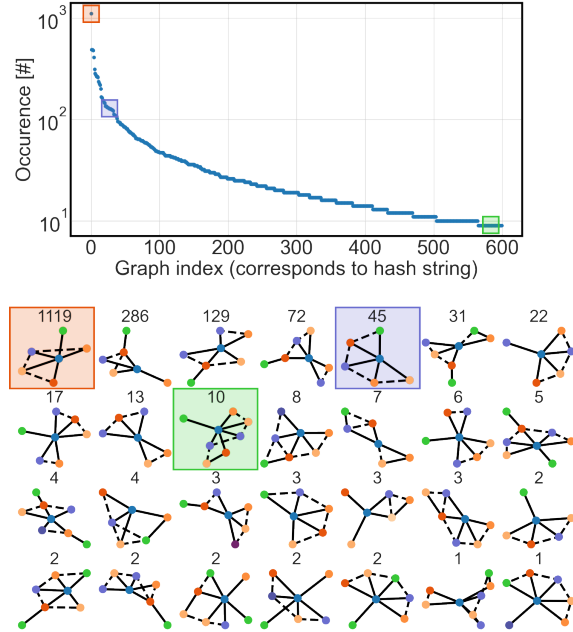 10³
Occurence [#]
10²
10¹
0 100 200 300 400 500 600
Graph index (corresponds to hash string)
1119 286 129 72 45 31 22
17 13 10 8 7 6 5
4 4 3 3 3 3 2
2 2 2 2 2 1 1